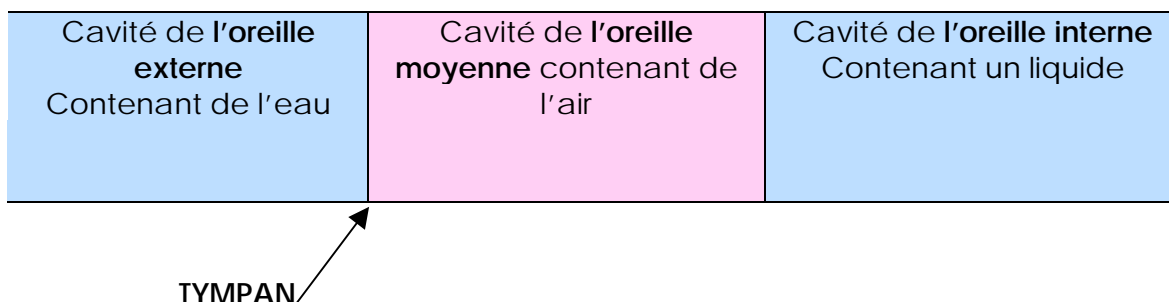 Cavité de l'oreille
externe
Contenant de l'eau
Cavité de l'oreille
moyenne contenant de
l'air
Cavité de l'oreille interne
Contenant un liquide
TYMPAN